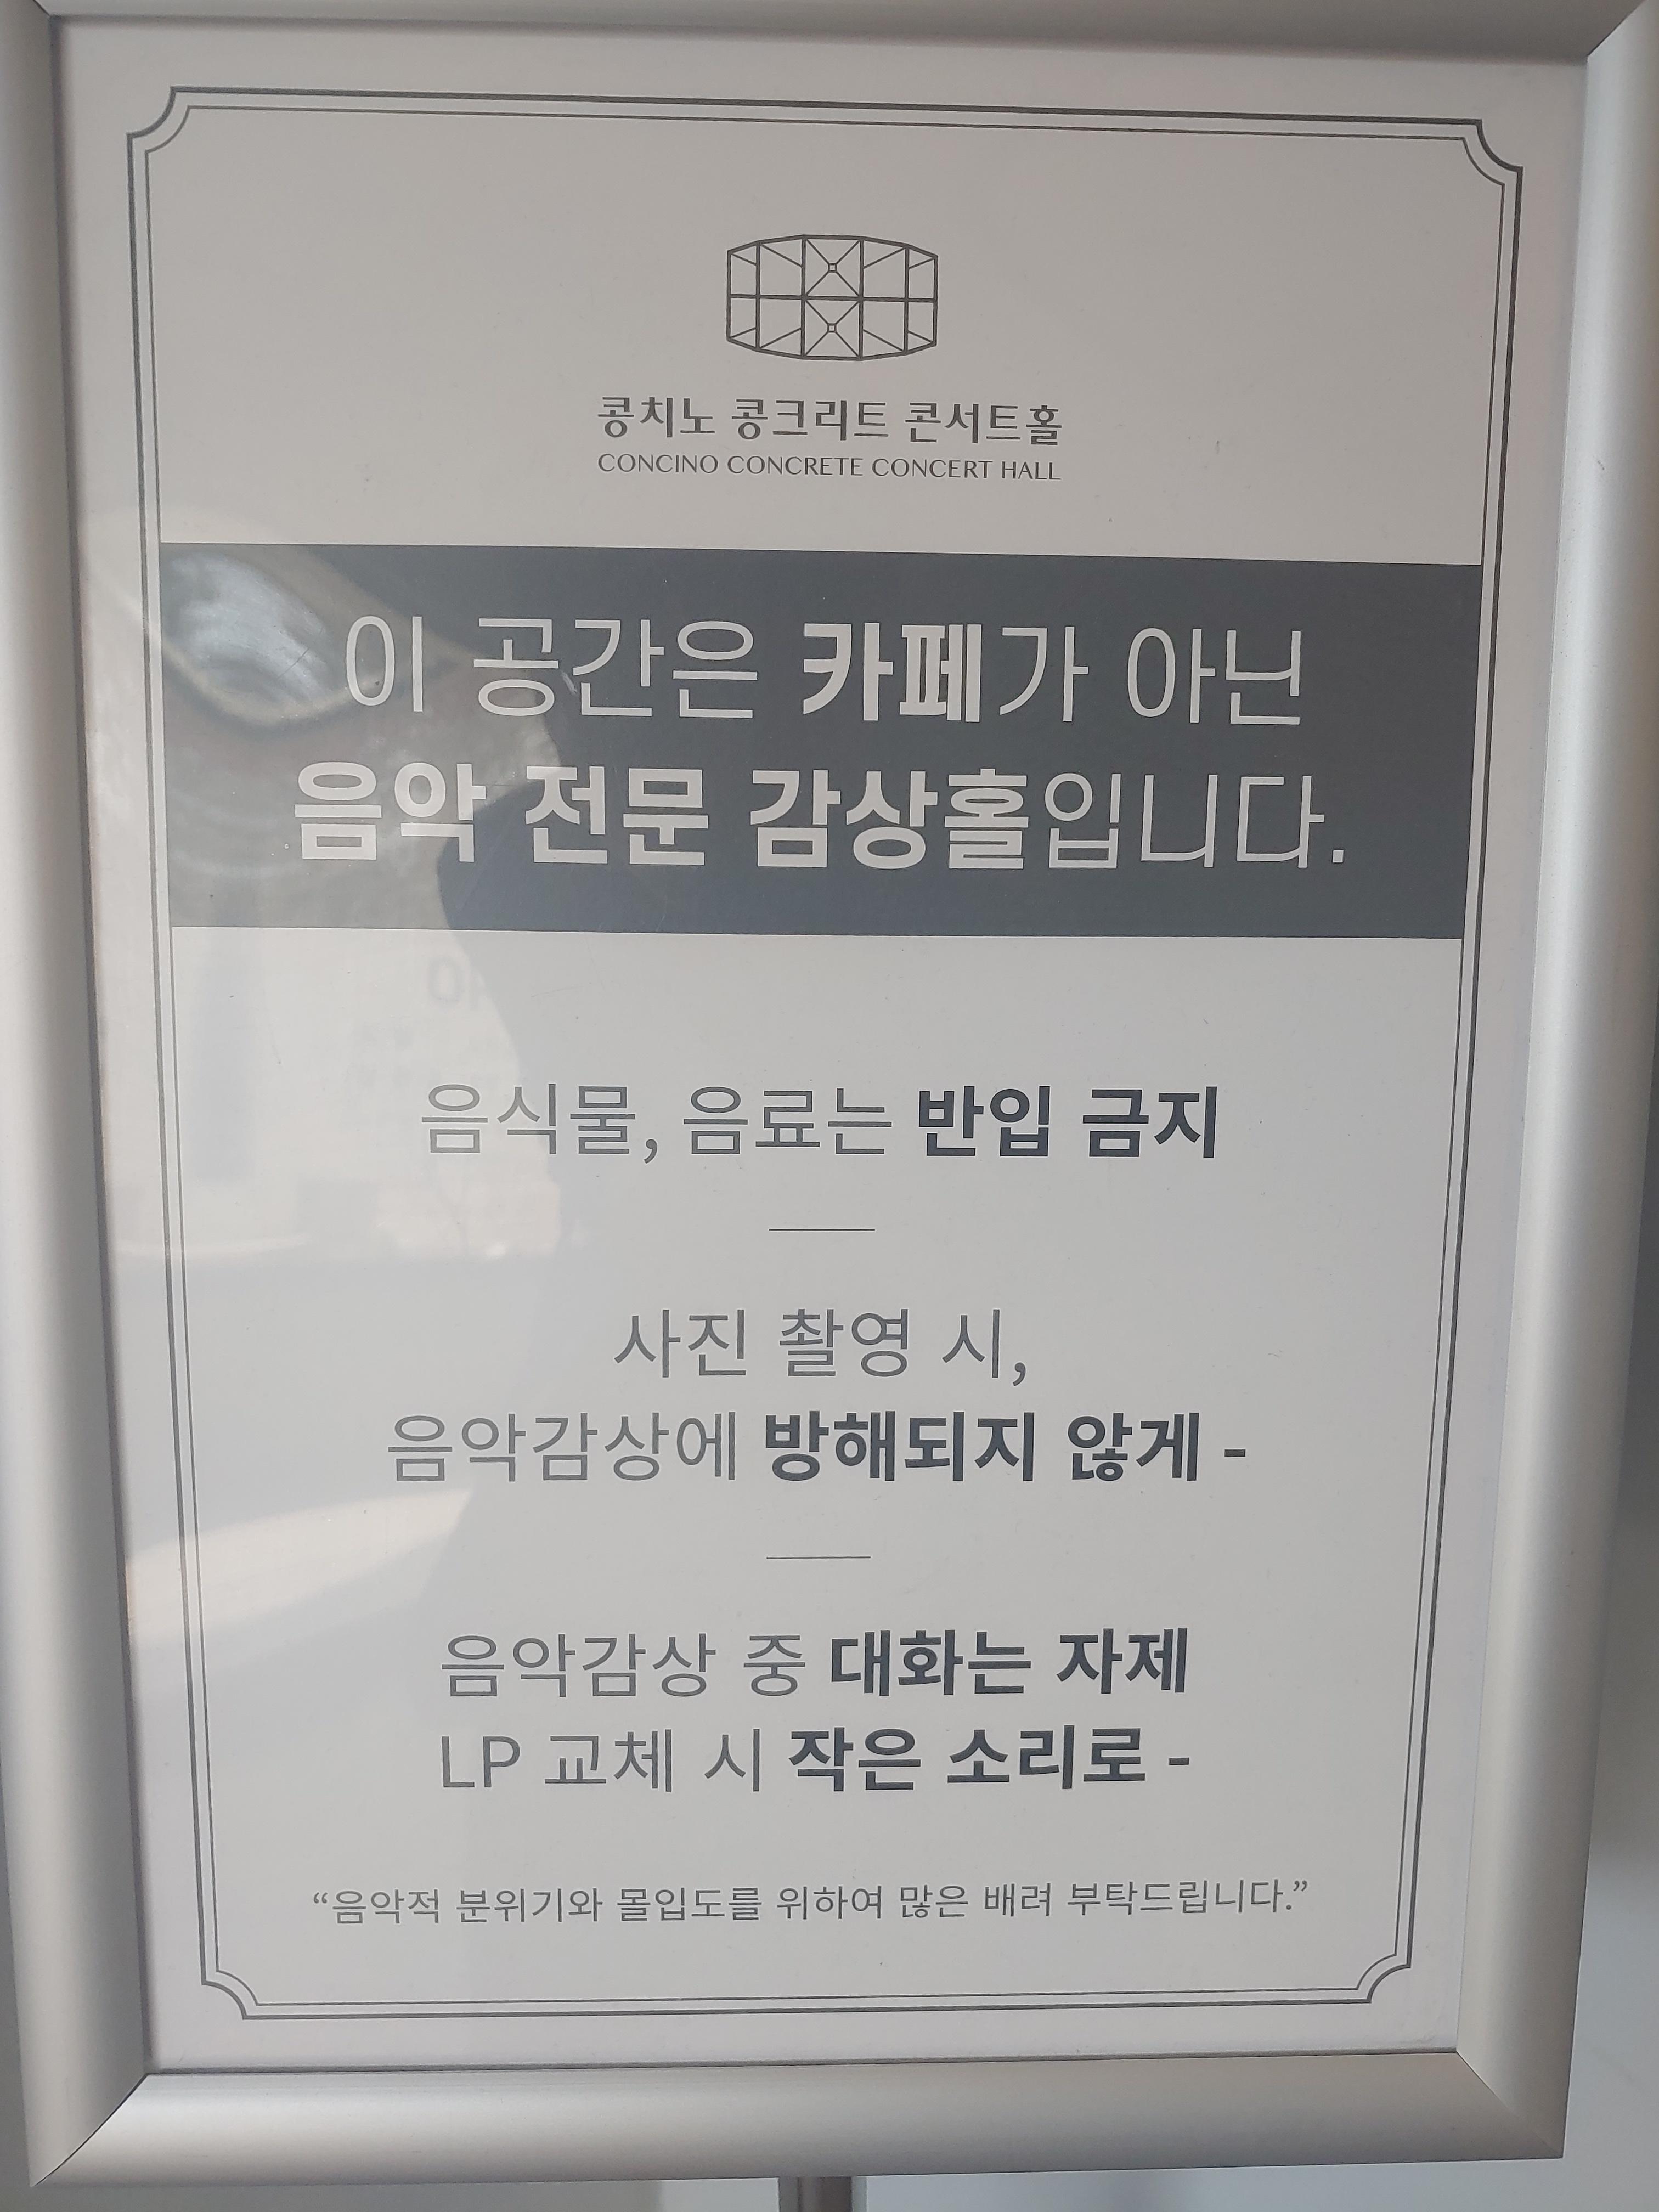 콩치노 콩크리트 콘서트홀
CONCINO CONCRETE CONCERT HALL
이 공간은 카페가 아닌
음악 전문 감상홀입니다.
음식물, 음료는 반입 금지
사진 촬영 시,
음악감상에 방해되지 않게 -
음악감상 중 대화는 자제
LP 교체 시 작은 소리로 -
“음악적 분위기와 몰입도를 위하여 많은 배려 부탁드립니다.”